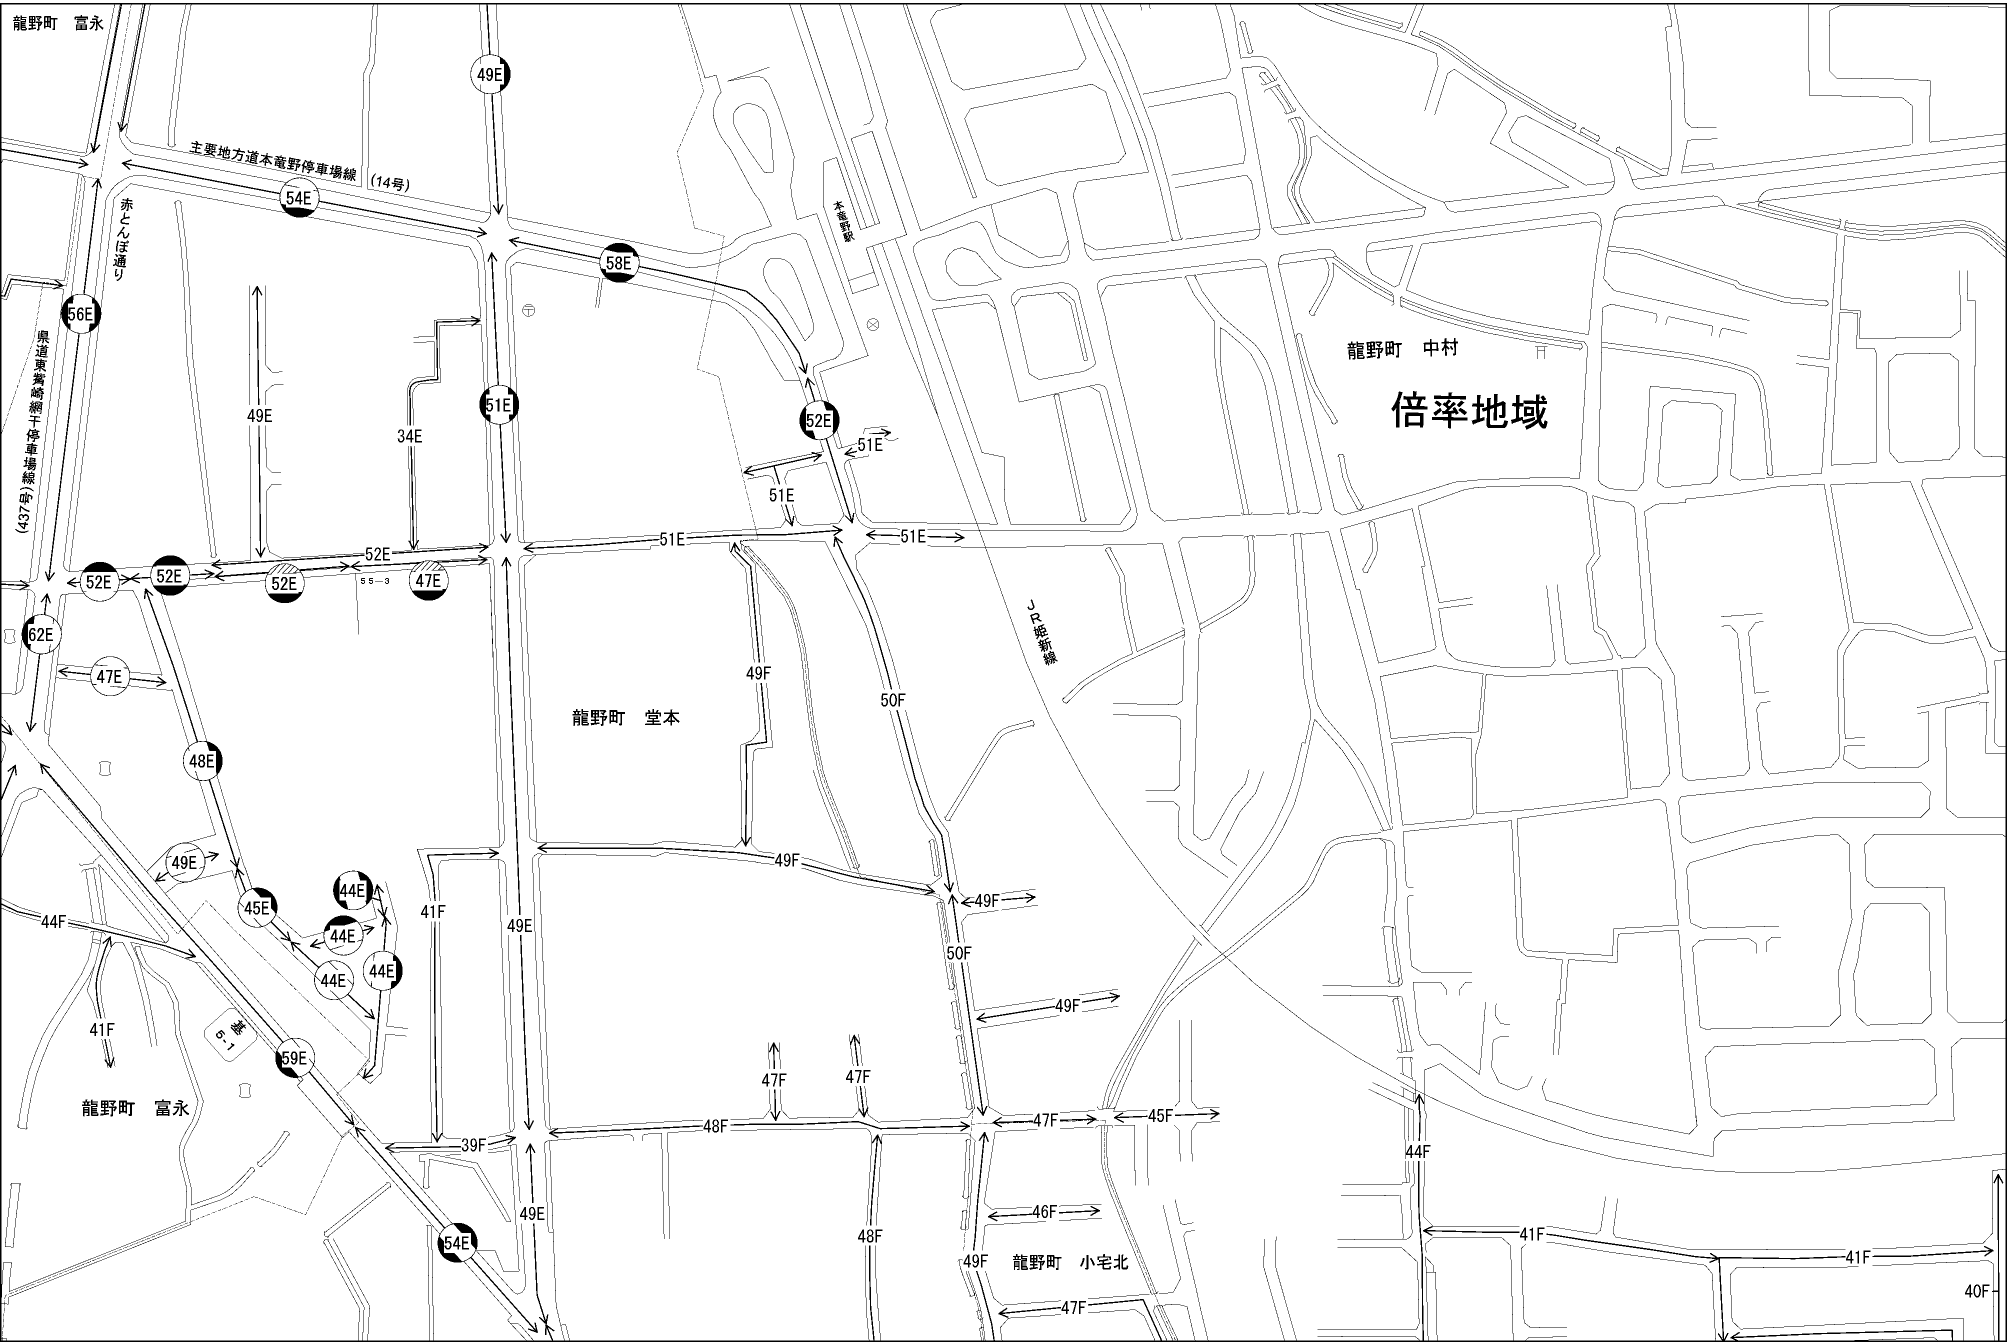 龍野町　富永
49E
主要地方道本竜野停車場線　(14号)
54E
赤とんぼ通り
本竜野駅
58E
56E
県道東觜崎網干停車場線(437号)
49E
34E
51E
52E
51E
51E
龍野町　中村
倍率地域
52E
51E
51E
52E
52E
52E
47E
55-3
62E
47E
48E
49F
50F
JR姫新線
龍野町　堂本
49E
45E
44E
44E
44E
44E
44F
41F
49E
49F
49F
50F
49F
41F
基
5-1
59E
龍野町　富永
47F
47F
48F
47F
45F
39F
44F
49E
46F
48F
54E
49F
龍野町　小宅北
47F
41F
41F
40F